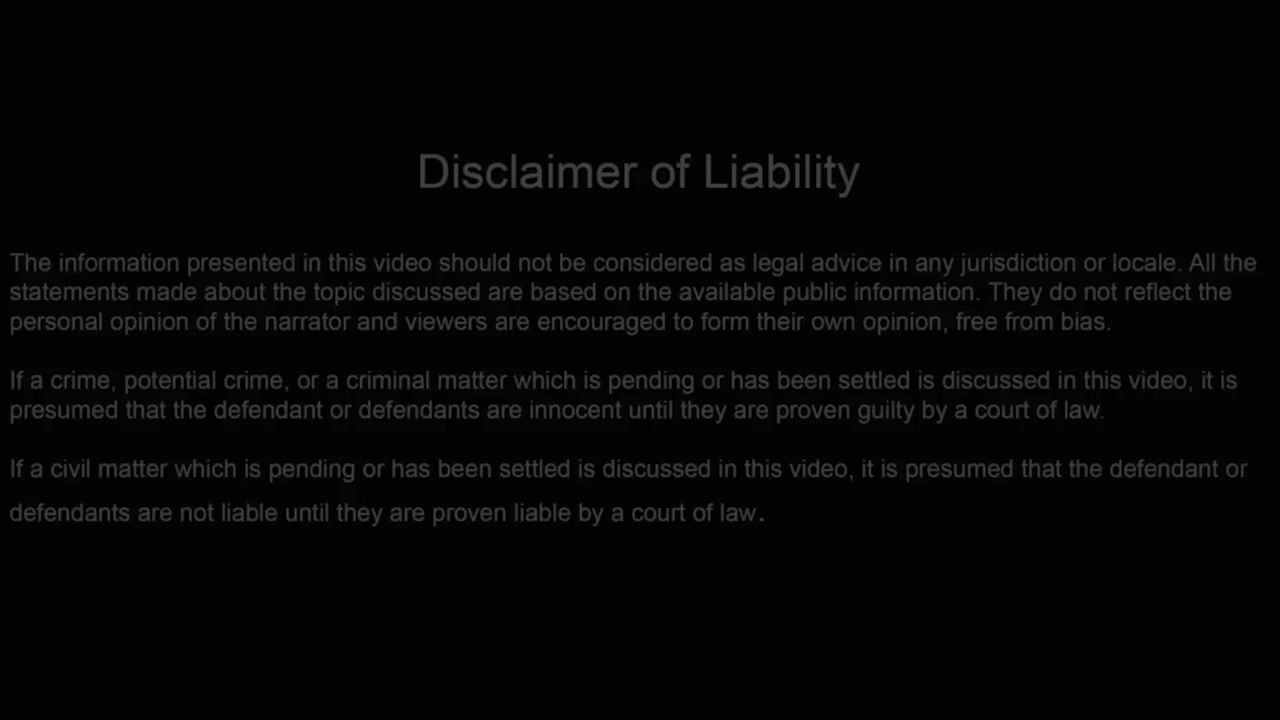 Disclaimer of Liability
The information presented in this video should not be considered as legal advice in any jurisdiction or locale. All the
statements made about the topic discussed are based on the available public information. They do not reflect the
personal opinion of the narrator and viewers are encouraged to form their own opinion, free from bias.
If a crime, potential crime, or a criminal matter which is pending or has been settled is discussed in this video, it is
presumed that the defendant or defendants are innocent until they are proven guilty by a court of law.
If a civil matter which is pending or has been settled is discussed in this video, it is presumed that the defendant or
defendants are not liable until they are proven liable by a court of law.